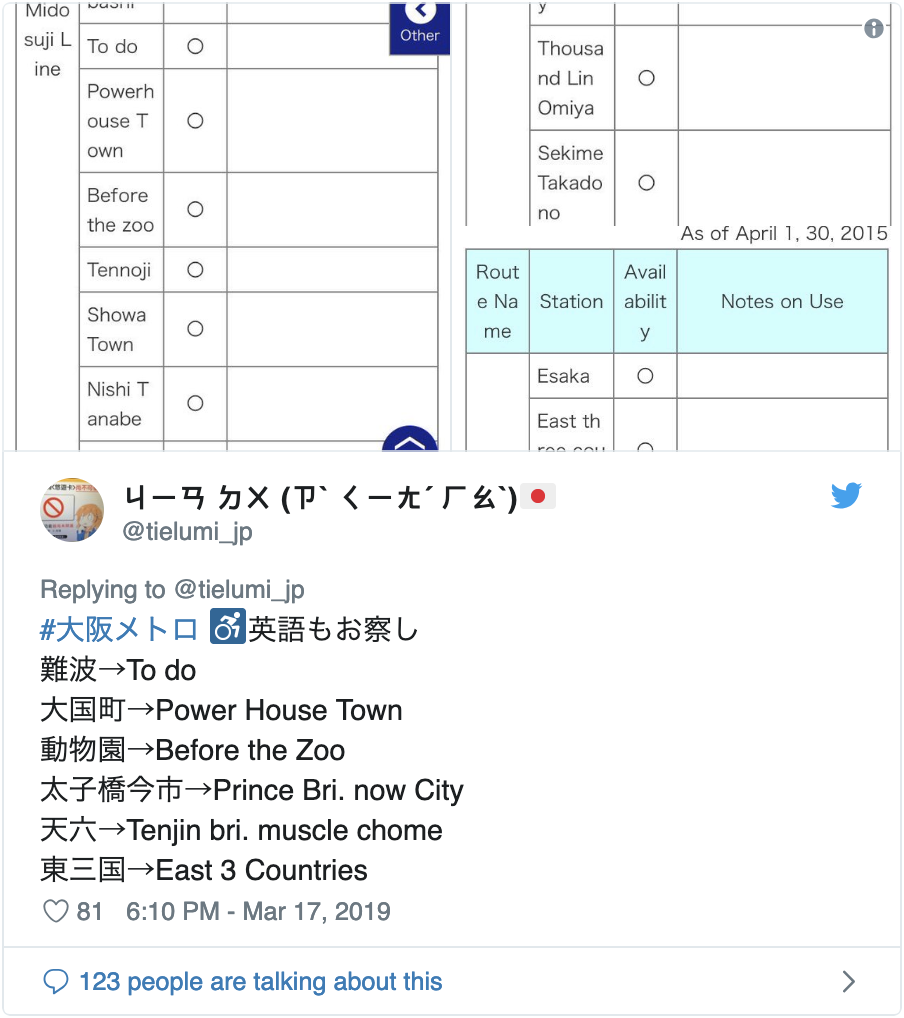 Mido
suji L
ine
bashi
To do
Powerh
ouse T
own
Before
the zoo
Tennoji
Showa
Town
Nishi T
anabe
Other
y
Thousa
nd Lin
Omiya
Sekime
Takado
no
As of April 1, 30, 2015
Rout
e Na
me
Station
Avail
abilit
y
Notes on Use
Esaka
East th
ree cou
ㄐㄧㄢ ㄉㄨ (ㄗˋ ㄑㄧㄤˊ ㄏㄠˋ)
@tielumi_jp
Replying to @tielumi_jp
#大阪メトロ ♿英語もお察し
難波→To do
大国町→Power House Town
動物園→Before the Zoo
太子橋今市→Prince Bri. now City
天六→Tenjin bri. muscle chome
東三国→East 3 Countries
81 6:10 PM - Mar 17, 2019
123 people are talking about this